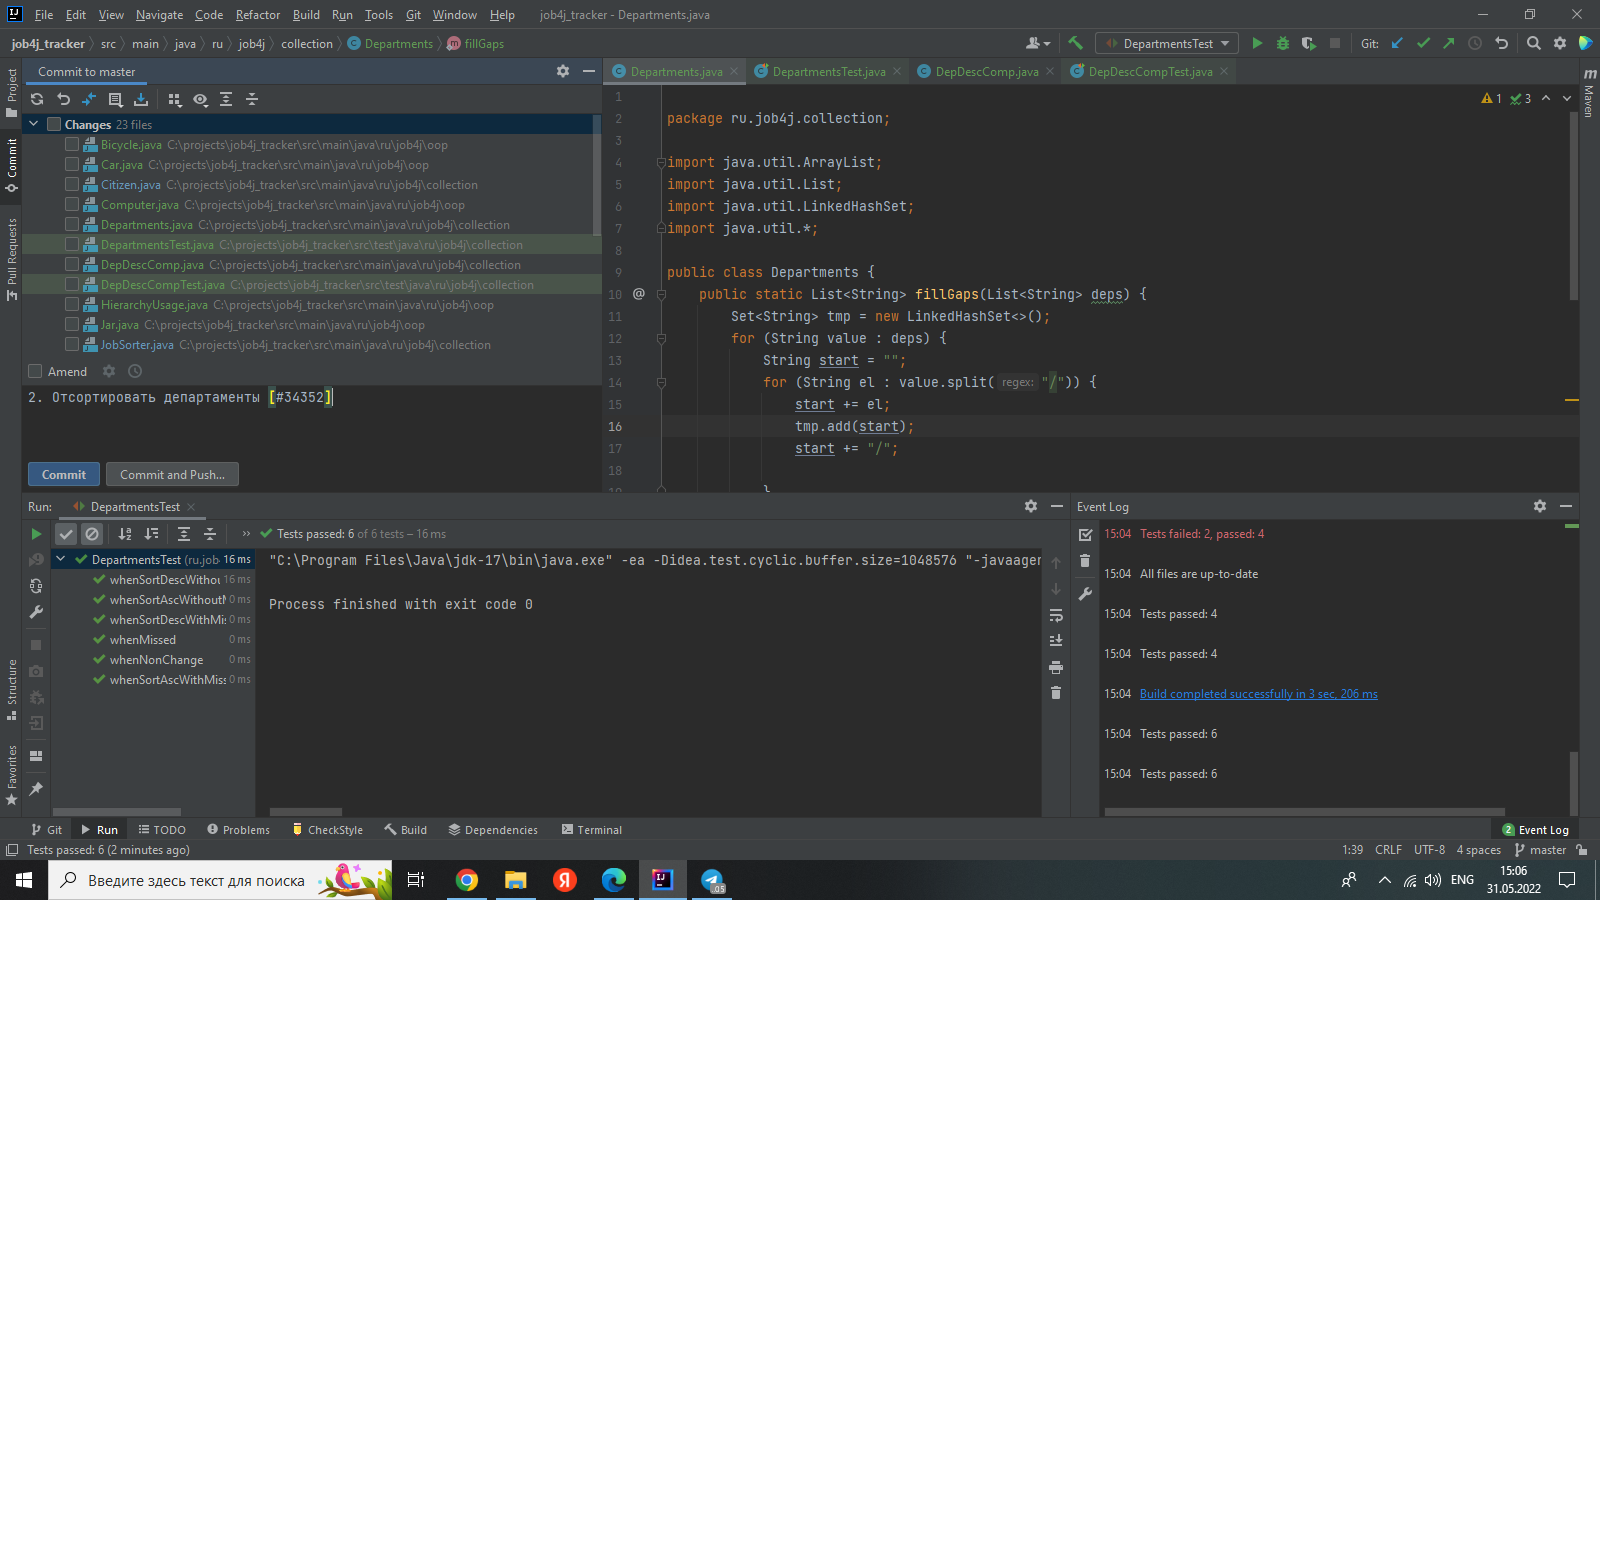 File Edit View Navigate Code Refactor Build Run Tools Git Window Help job4j_tracker - Departments.java
job4j_tracker src main java ru job4j collection Departments fillGaps
DepartmentsTest Git:
Project
Commit
Pull Requests
Structure
Favorites
Commit to master
Changes 23 files
Bicycle.java C:\projects\job4j_tracker\src\main\java\ru\job4j\oop
Car.java C:\projects\job4j_tracker\src\main\java\ru\job4j\oop
Citizen.java C:\projects\job4j_tracker\src\main\java\ru\job4j\collection
Computer.java C:\projects\job4j_tracker\src\main\java\ru\job4j\oop
Departments.java C:\projects\job4j_tracker\src\main\java\ru\job4j\collection
DepartmentsTest.java C:\projects\job4j_tracker\src\test\java\ru\job4j\collection
DepDescComp.java C:\projects\job4j_tracker\src\main\java\ru\job4j\collection
DepDescCompTest.java C:\projects\job4j_tracker\src\test\java\ru\job4j\collection
HierarchyUsage.java C:\projects\job4j_tracker\src\main\java\ru\job4j\oop
Jar.java C:\projects\job4j_tracker\src\main\java\ru\job4j\oop
JobSorter.java C:\projects\job4j_tracker\src\main\java\ru\job4j\collection
Amend
2. Отсортировать департаменты [#34352]
Commit Commit and Push...
Departments.java DepartmentsTest.java DepDescComp.java DepDescCompTest.java
1 3
Maven
1
2 package ru.job4j.collection;
3
4 import java.util.ArrayList;
5 import java.util.List;
6 import java.util.LinkedHashSet;
7 import java.util.*;
8
9 public class Departments {
10 @ public static List<String> fillGaps(List<String> deps) {
11 Set<String> tmp = new LinkedHashSet<>();
12 for (String value : deps) {
13 String start = "";
14 for (String el : value.split( regex: "/")) {
15 start += el;
16 tmp.add(start);
17 start += "/";
18
19 }
Run: DepartmentsTest
Tests passed: 6 of 6 tests – 16 ms
DepartmentsTest (ru.job 16 ms
whenSortDescWithou 16 ms
whenSortAscWithoutM 0 ms
whenSortDescWithMis 0 ms
whenMissed 0 ms
whenNonChange 0 ms
whenSortAscWithMiss 0 ms
"C:\Program Files\Java\jdk-17\bin\java.exe" -ea -Didea.test.cyclic.buffer.size=1048576 "-javaagen
Process finished with exit code 0
Event Log
15:04 Tests failed: 2, passed: 4
15:04 All files are up-to-date
15:04 Tests passed: 4
15:04 Tests passed: 4
15:04 Build completed successfully in 3 sec, 206 ms
15:04 Tests passed: 6
15:04 Tests passed: 6
Git Run TODO Problems CheckStyle Build Dependencies Terminal 2 Event Log
Tests passed: 6 (2 minutes ago) 1:39 CRLF UTF-8 4 spaces master
Введите здесь текст для поиска
ENG
15:06
31.05.2022